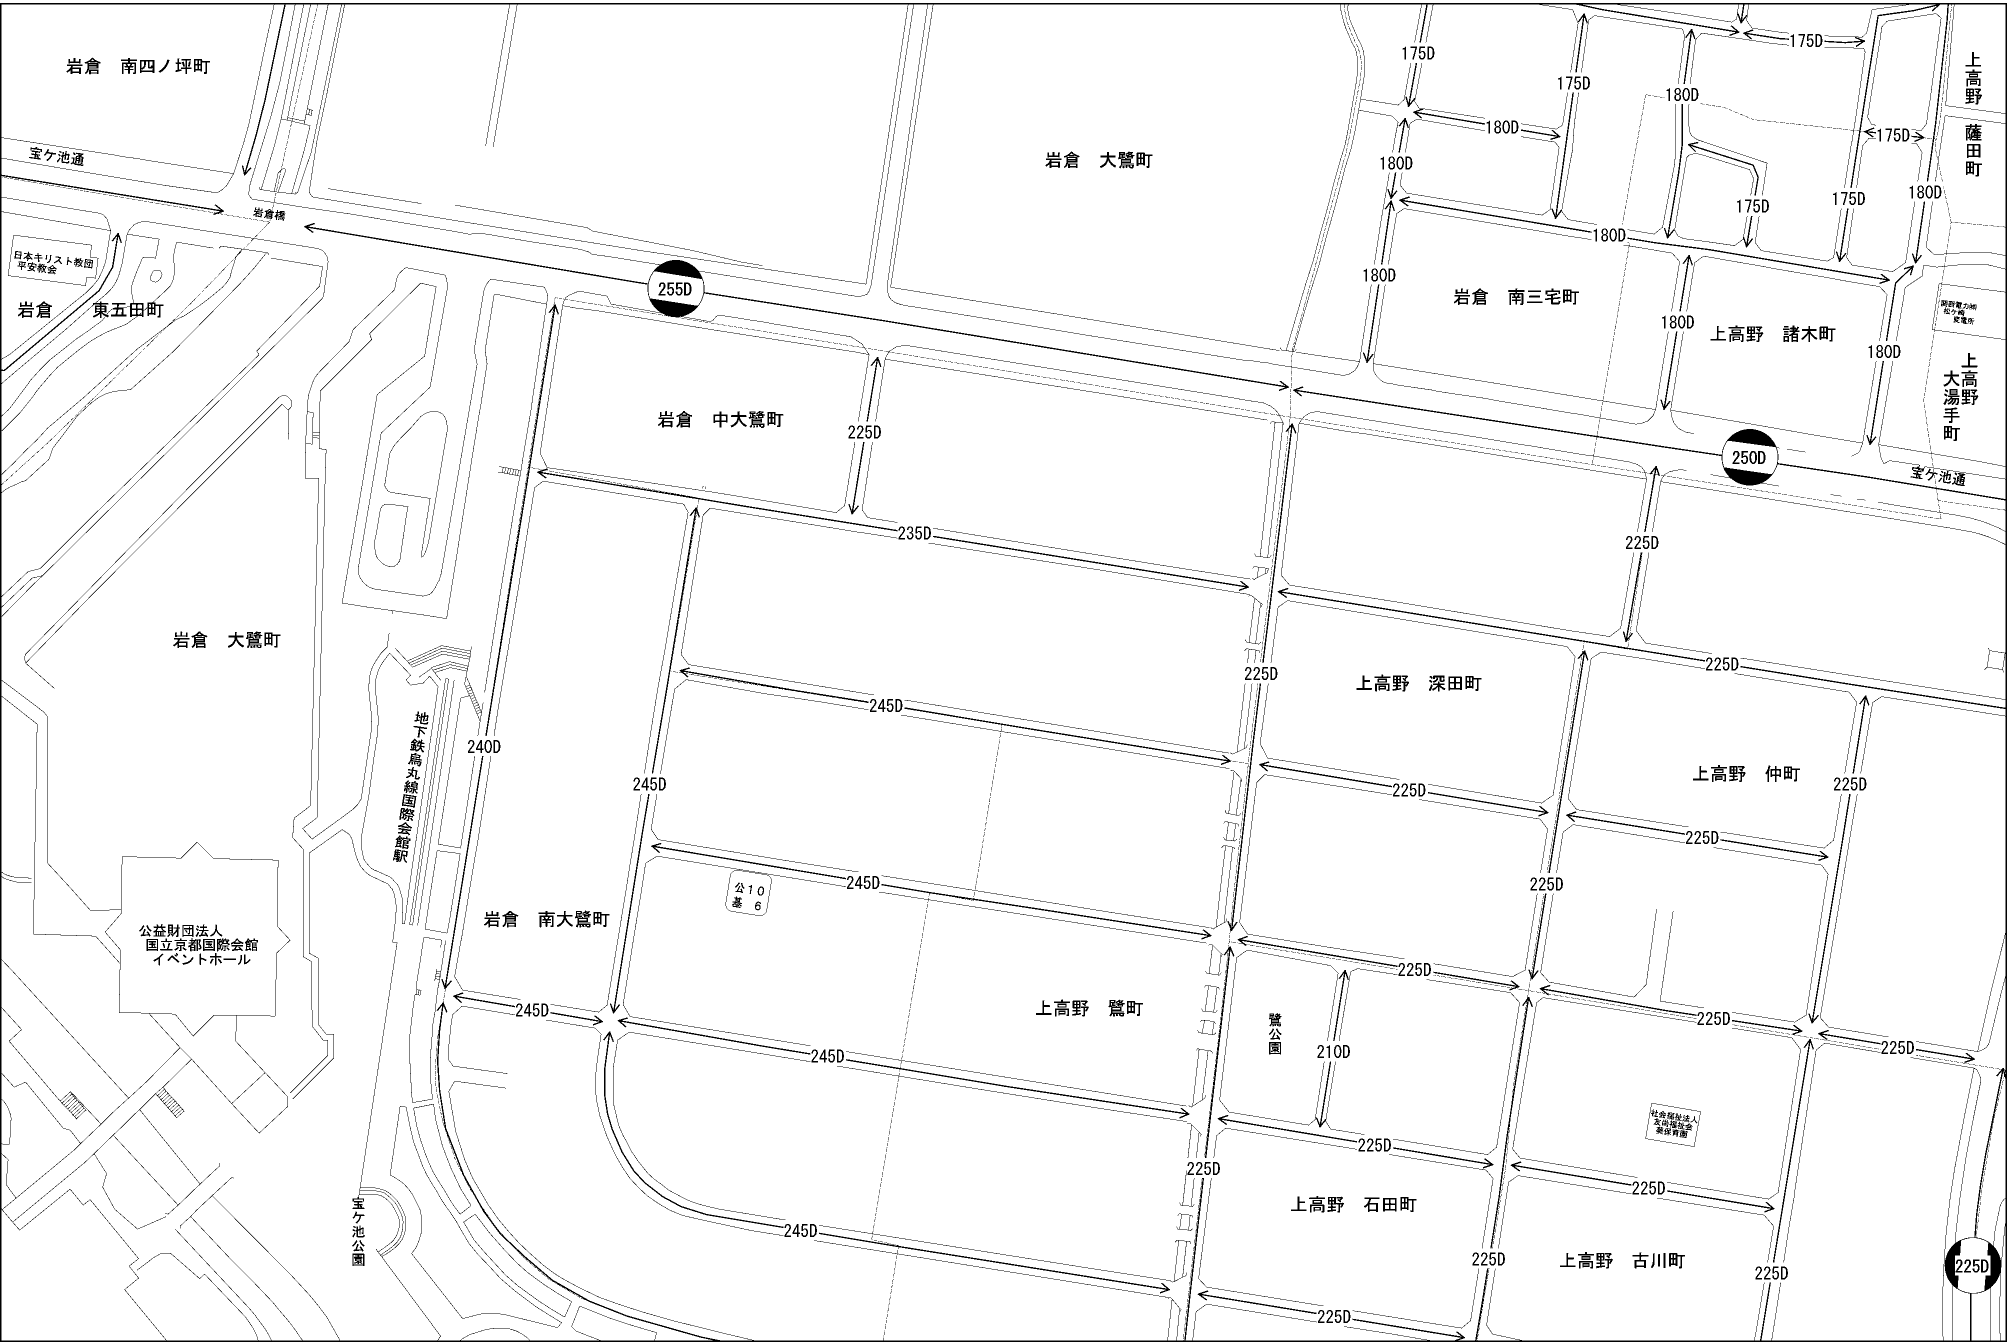 175D
岩倉 南四ノ坪町
175D
上高野
175D
180D
180D
175D
薩田町
宝ケ池通
岩倉 大鷺町
180D
180D
175D
175D
岩倉橋
180D
日本キリスト教団
平安教会
180D
255D
岩倉 南三宅町
岩倉 東五田町
180D
上高野 諸木町
180D
上高野
大湯手町
岩倉 中大鷺町
225D
250D
宝ケ池通
235D
225D
岩倉 大鷺町
225D
225D
上高野 深田町
245D
地下鉄烏丸線国際会館駅
240D
245D
上高野 仲町
225D
225D
225D
245D
公10
基 6
225D
岩倉 南大鷺町
公益財団法人
国立京都国際会館
イベントホール
225D
245D
上高野 鷺町
鷺公園
225D
225D
245D
210D
225D
225D
225D
宝ケ池公園
上高野 石田町
245D
225D
上高野 古川町
225D
225D
225D